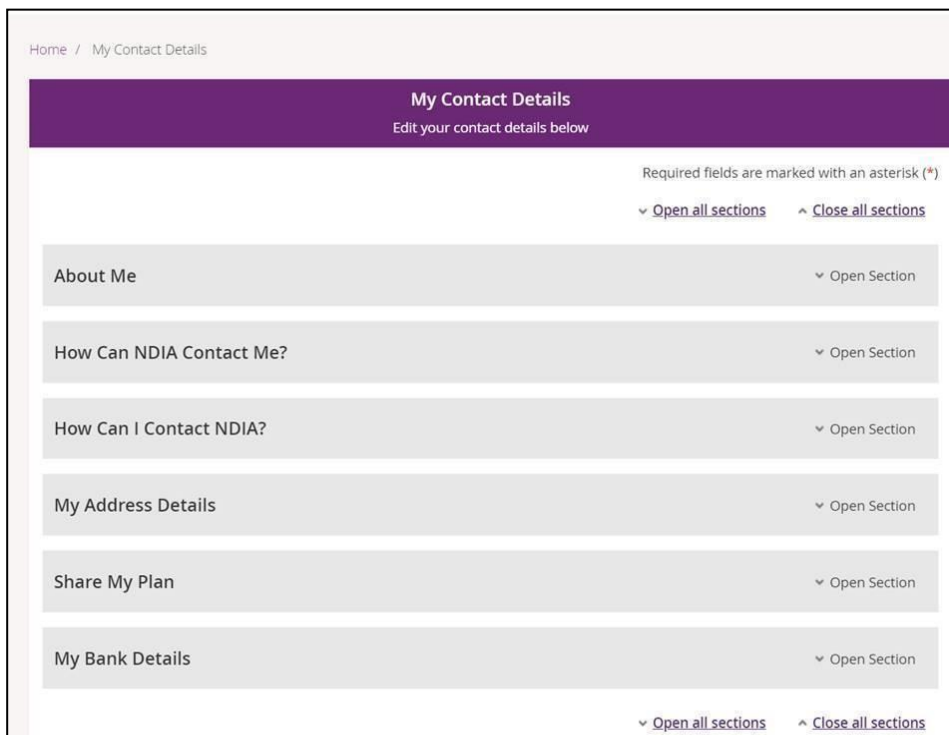 Home / My Contact Details
My Contact Details
Edit your contact details below
Required fields are marked with an asterisk (*)
Open all sections Close all sections
About Me Open Section
How Can NDIA Contact Me? Open Section
How Can I Contact NDIA? Open Section
My Address Details Open Section
Share My Plan Open Section
My Bank Details Open Section
Open all sections Close all sections